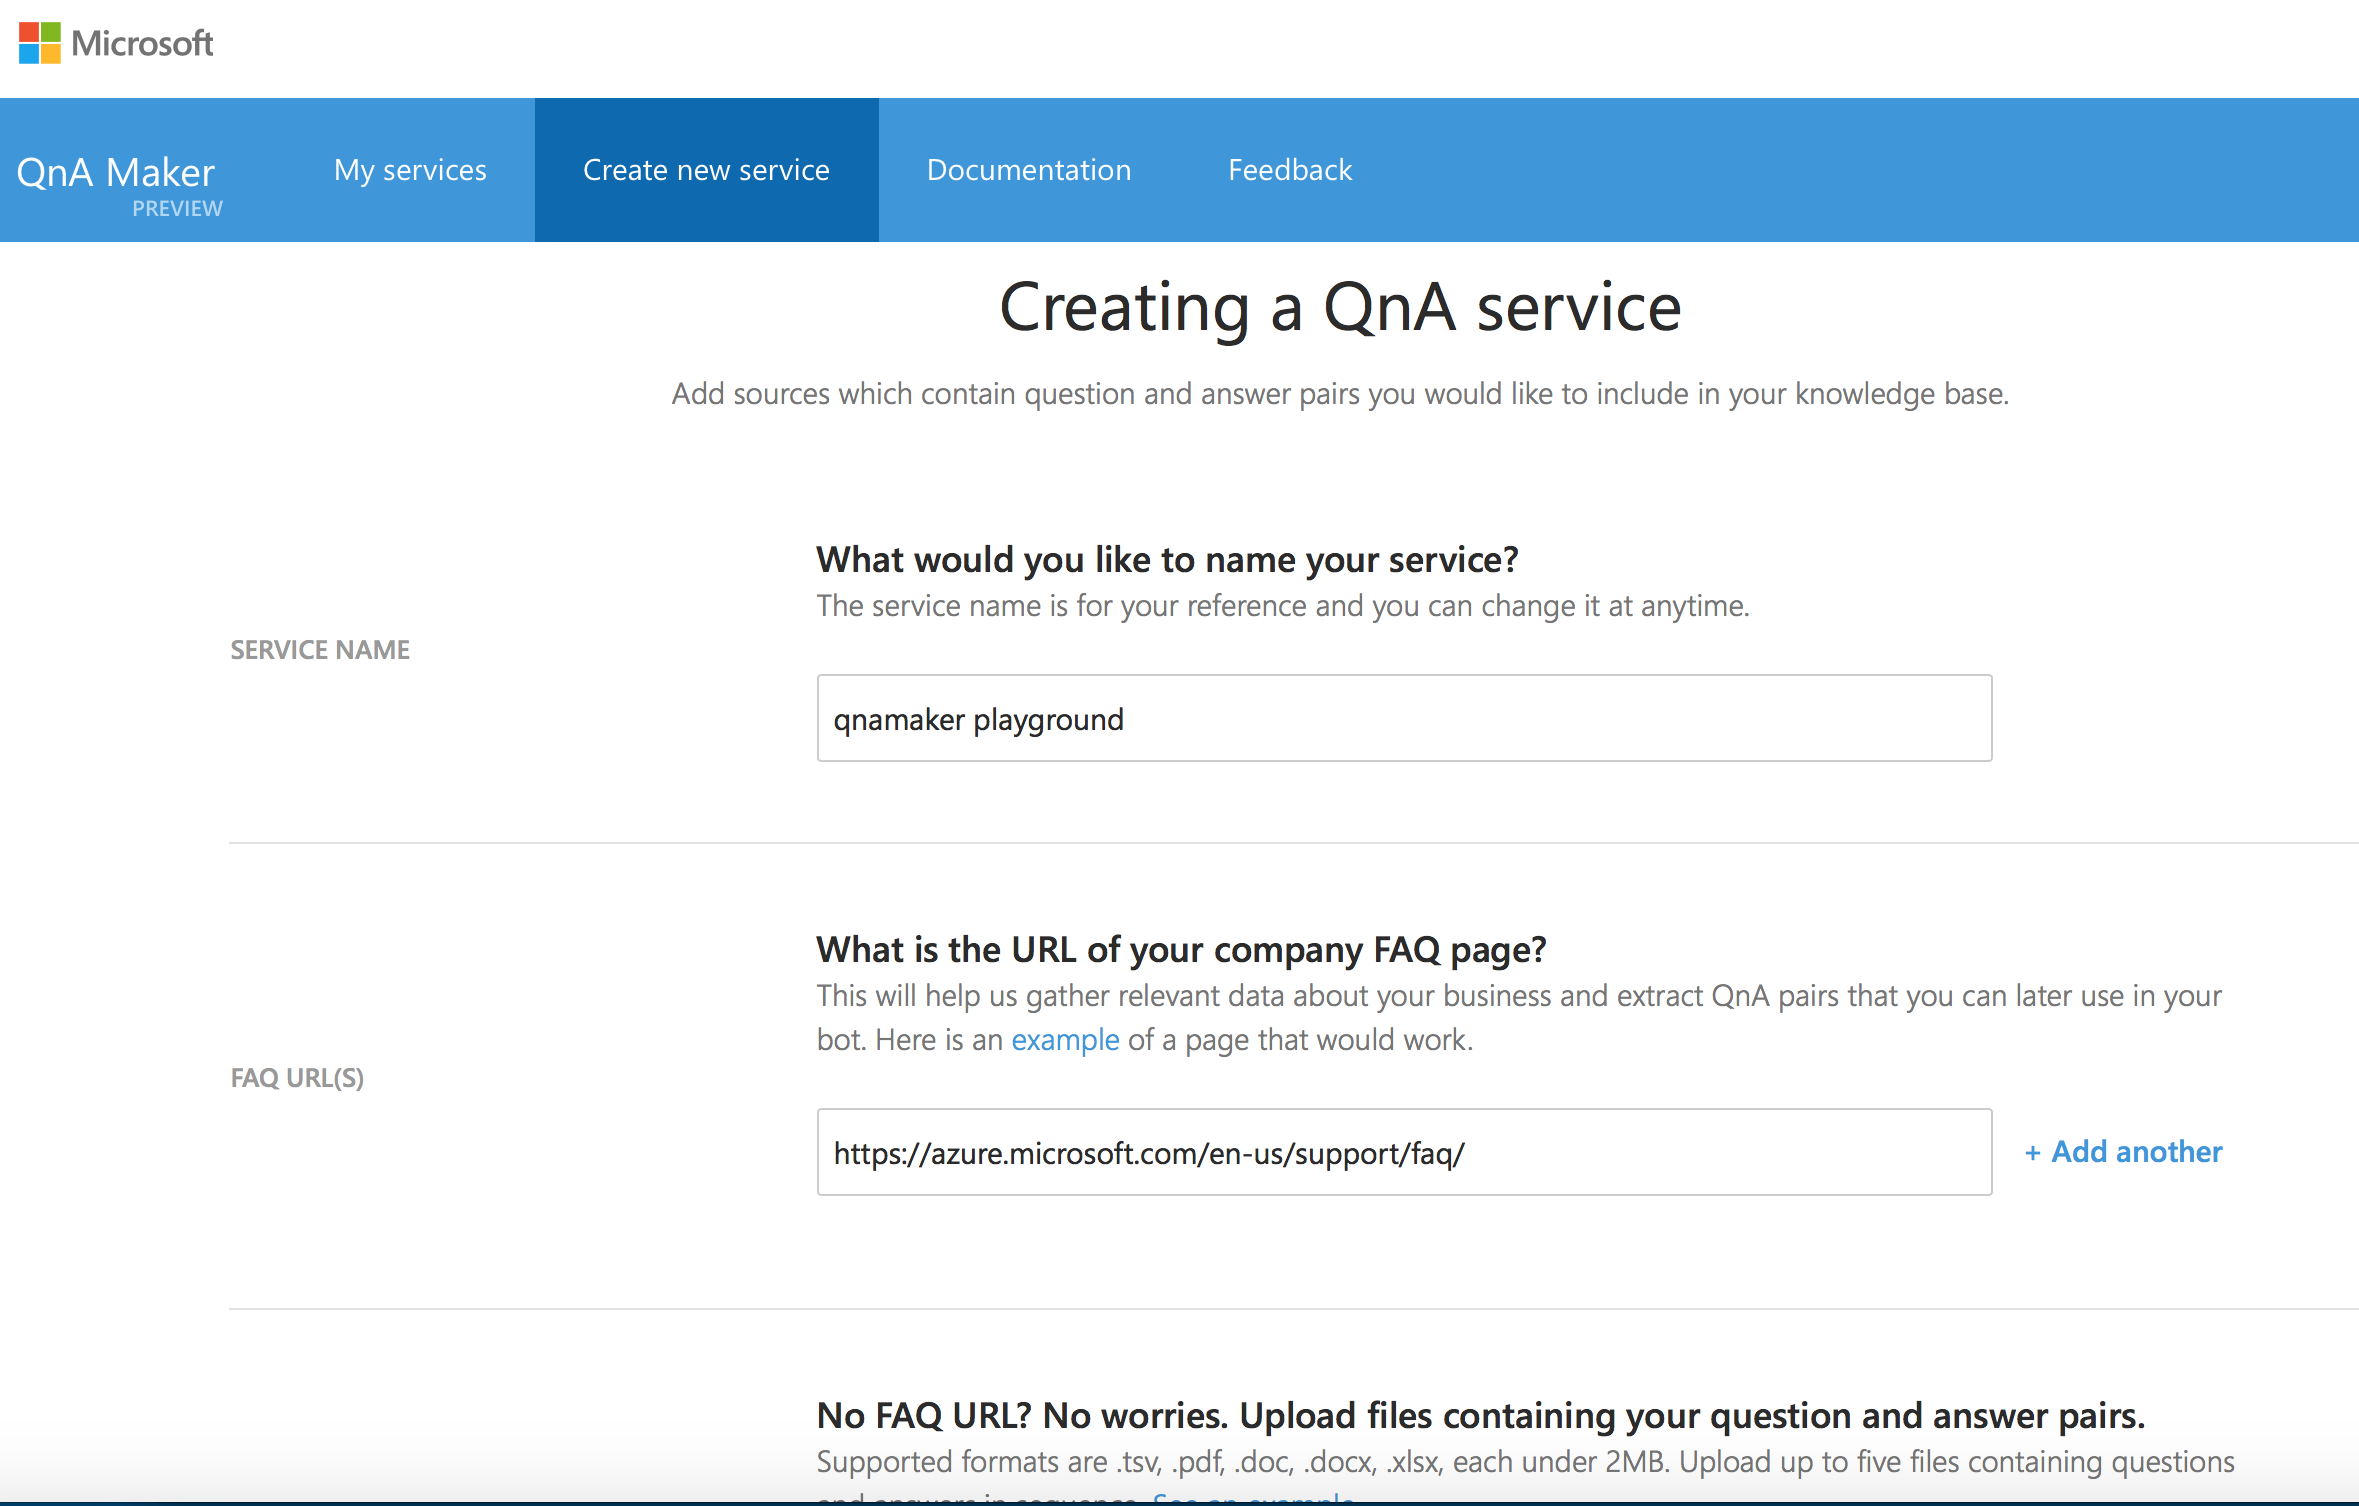 Microsoft
QnA Maker
PREVIEW
My services
Create new service
Documentation
Feedback
Creating a QnA service
Add sources which contain question and answer pairs you would like to include in your knowledge base.
What would you like to name your service?
The service name is for your reference and you can change it at anytime.
SERVICE NAME
qnamaker playground
What is the URL of your company FAQ page?
This will help us gather relevant data about your business and extract QnA pairs that you can later use in your
bot. Here is an example of a page that would work.
FAQ URL(S)
https://azure.microsoft.com/en-us/support/faq/
+ Add another
No FAQ URL? No worries. Upload files containing your question and answer pairs.
Supported formats are .tsv, .pdf, .doc, .docx, .xlsx, each under 2MB. Upload up to five files containing questions
and answers in sequence. See an example